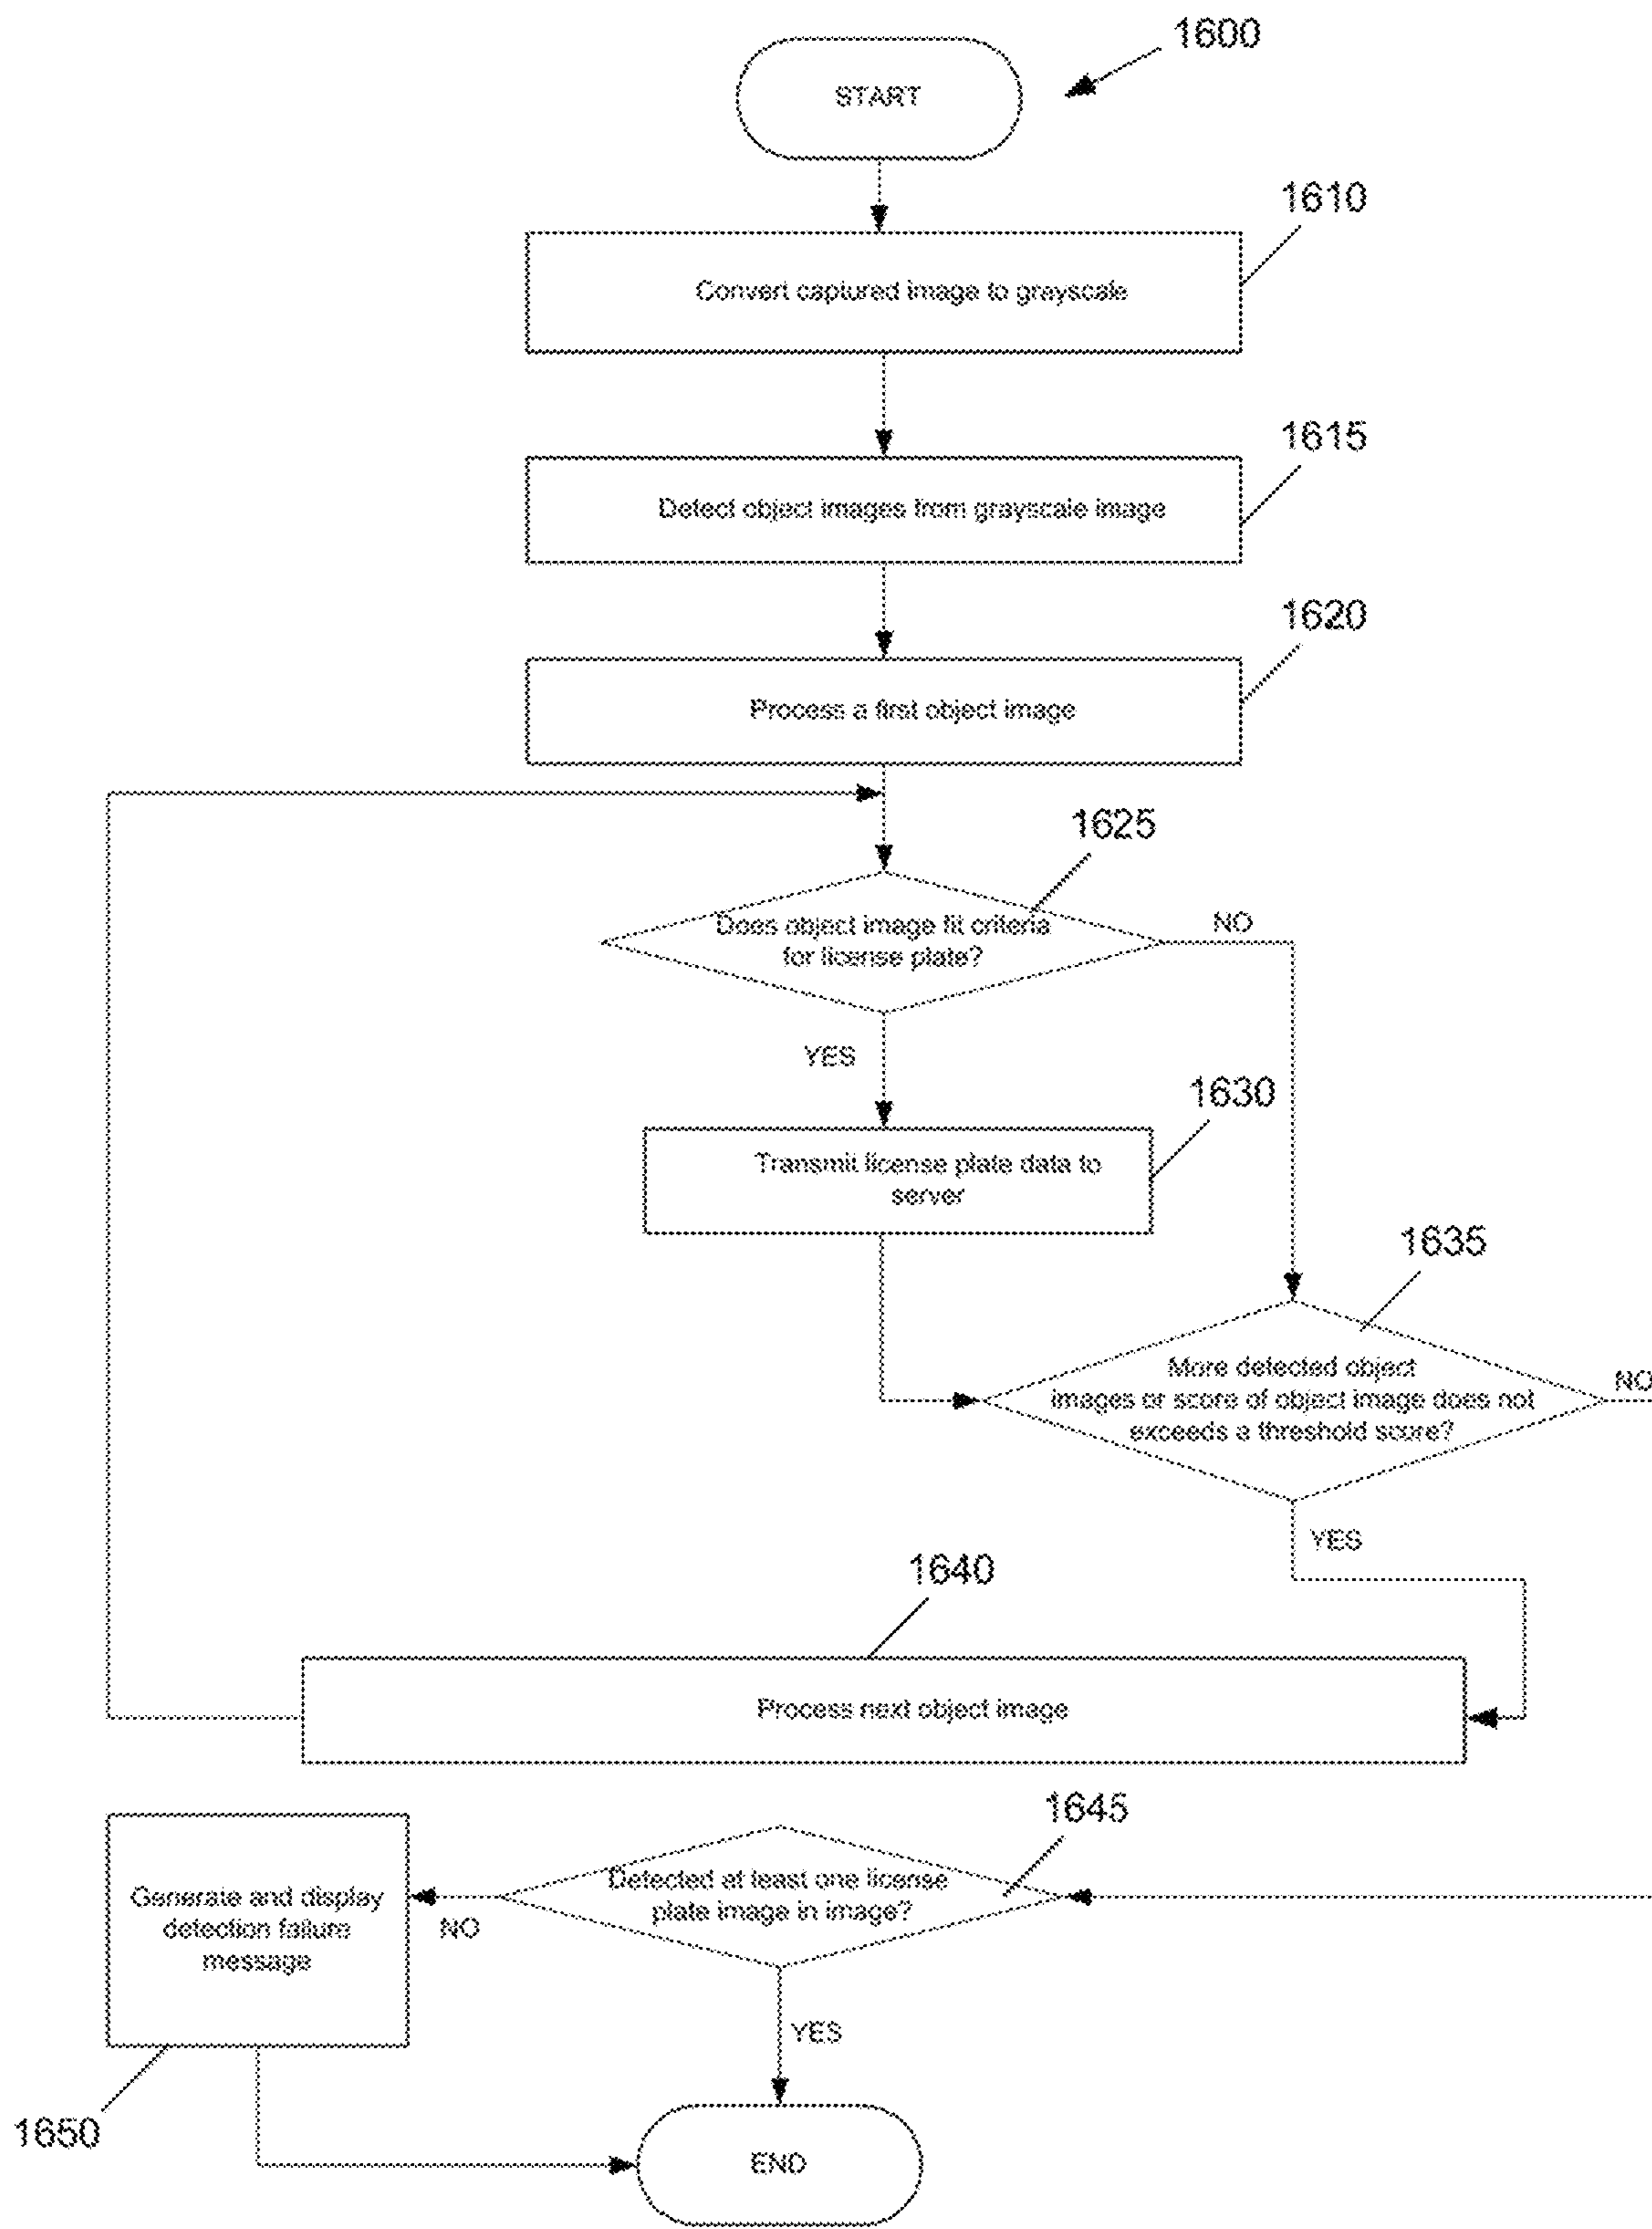 1600
START
1610
Convert captured image to grayscale
1615
Detect object images from grayscale image
1620
Process a first object image
1625
Does object image fit criteria
for license plate?
NO
YES
1630
Transmit license plate data to
server
1635
More detected object
images or score of object image does not
exceeds a threshold score?
NO
YES
1640
Process next object image
1645
Detected at least one license
plate image in image?
Generate and display
detection failure
message
NO
YES
1650
END